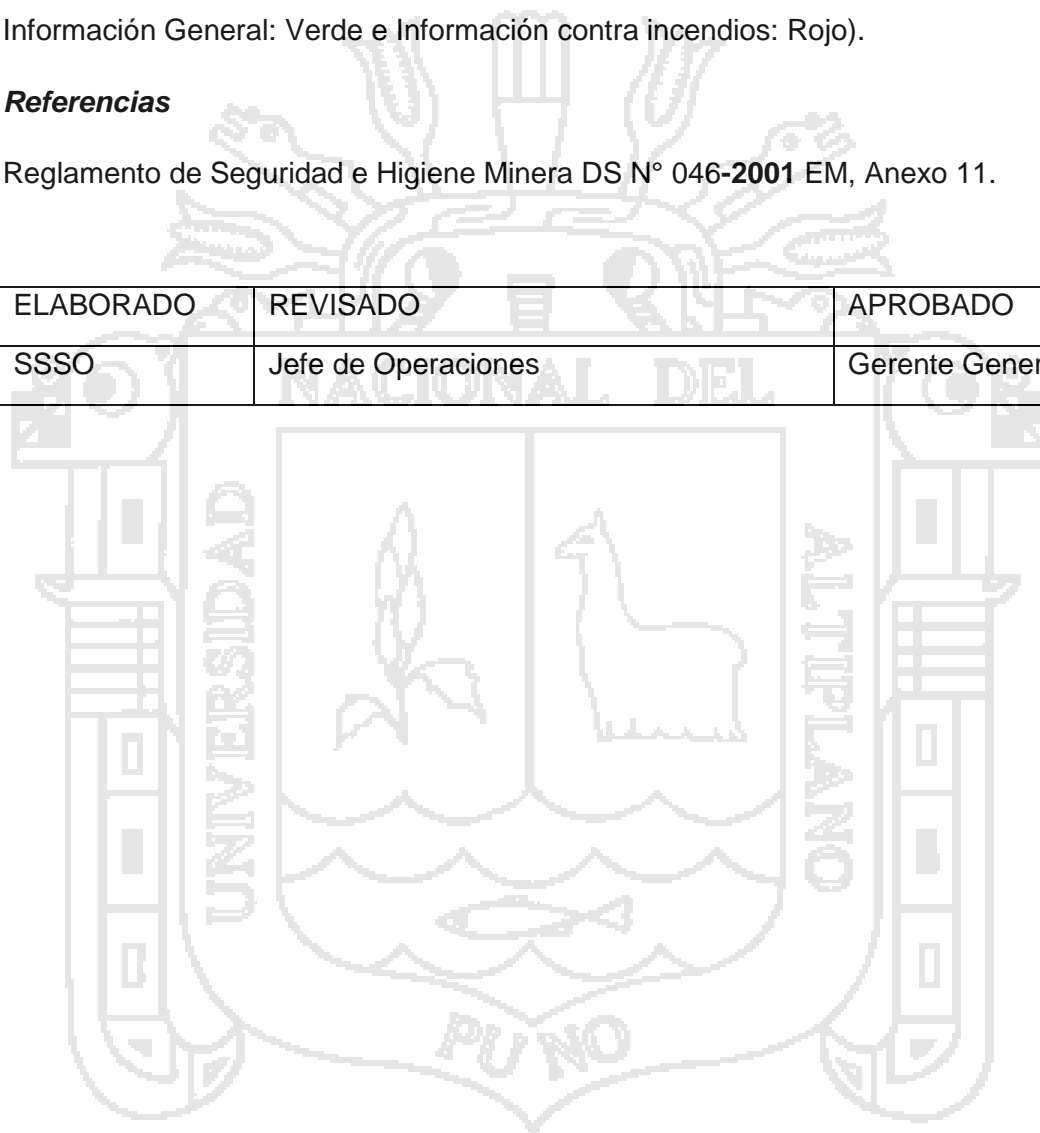 Información General: Verde e Información contra incendios: Rojo).
Referencias
Reglamento de Seguridad e Higiene Minera DS N° 046-2001 EM, Anexo 11.
ELABORADO REVISADO APROBADO
SSSO Jefe de Operaciones Gerente Gener
NACIONAL DEL
UNIVERSIDAD
ALTIPLANO
PUNO